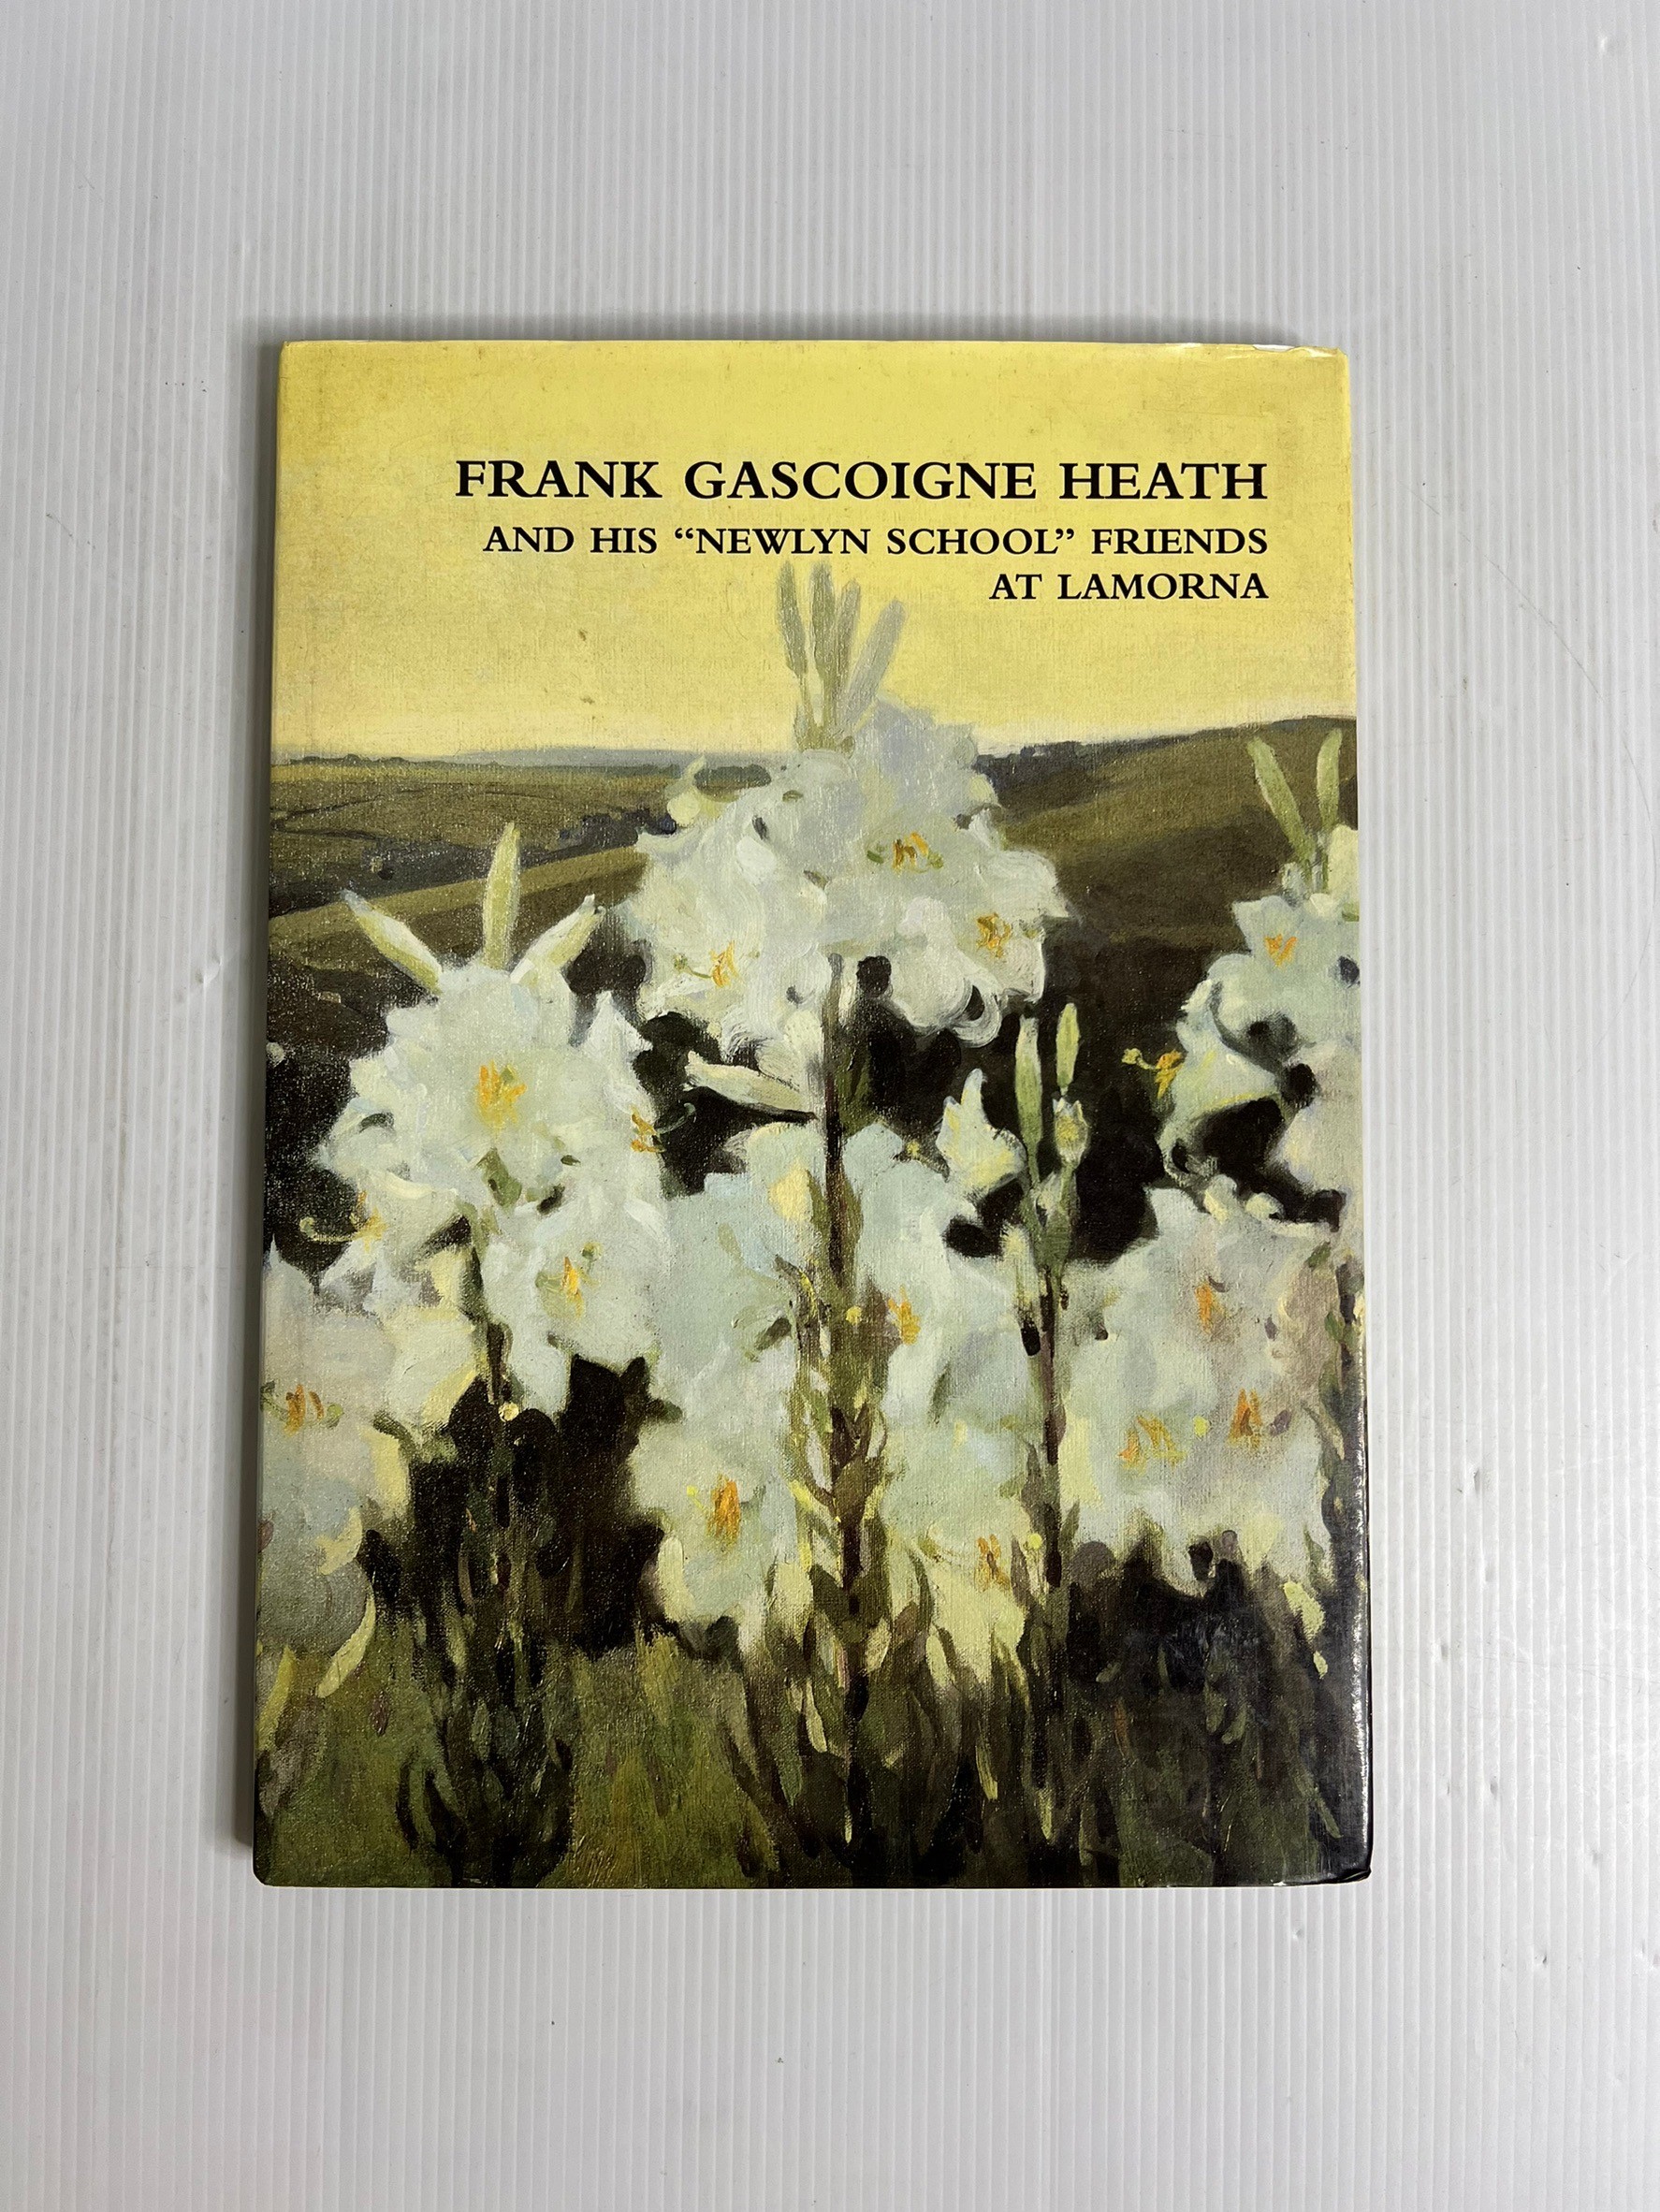 FRANK GASCOIGNE HEATH
AND HIS “NEWLYN SCHOOL” FRIENDS
AT LAMORNA